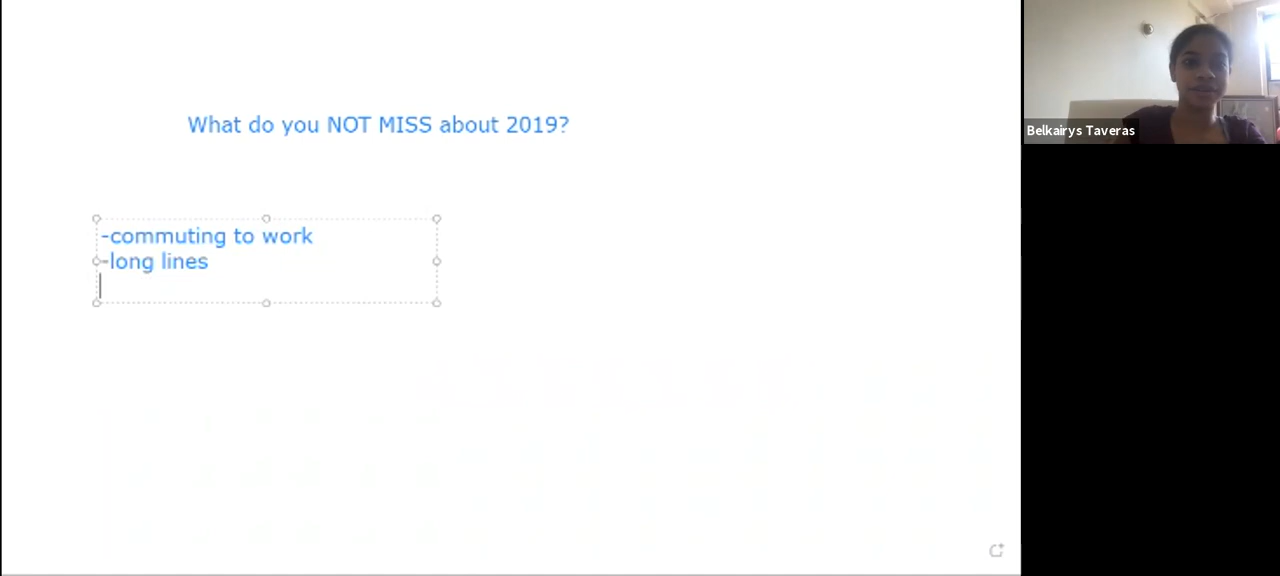 What do you NOT MISS about 2019?
-commuting to work
-long lines
Belkairys Taveras